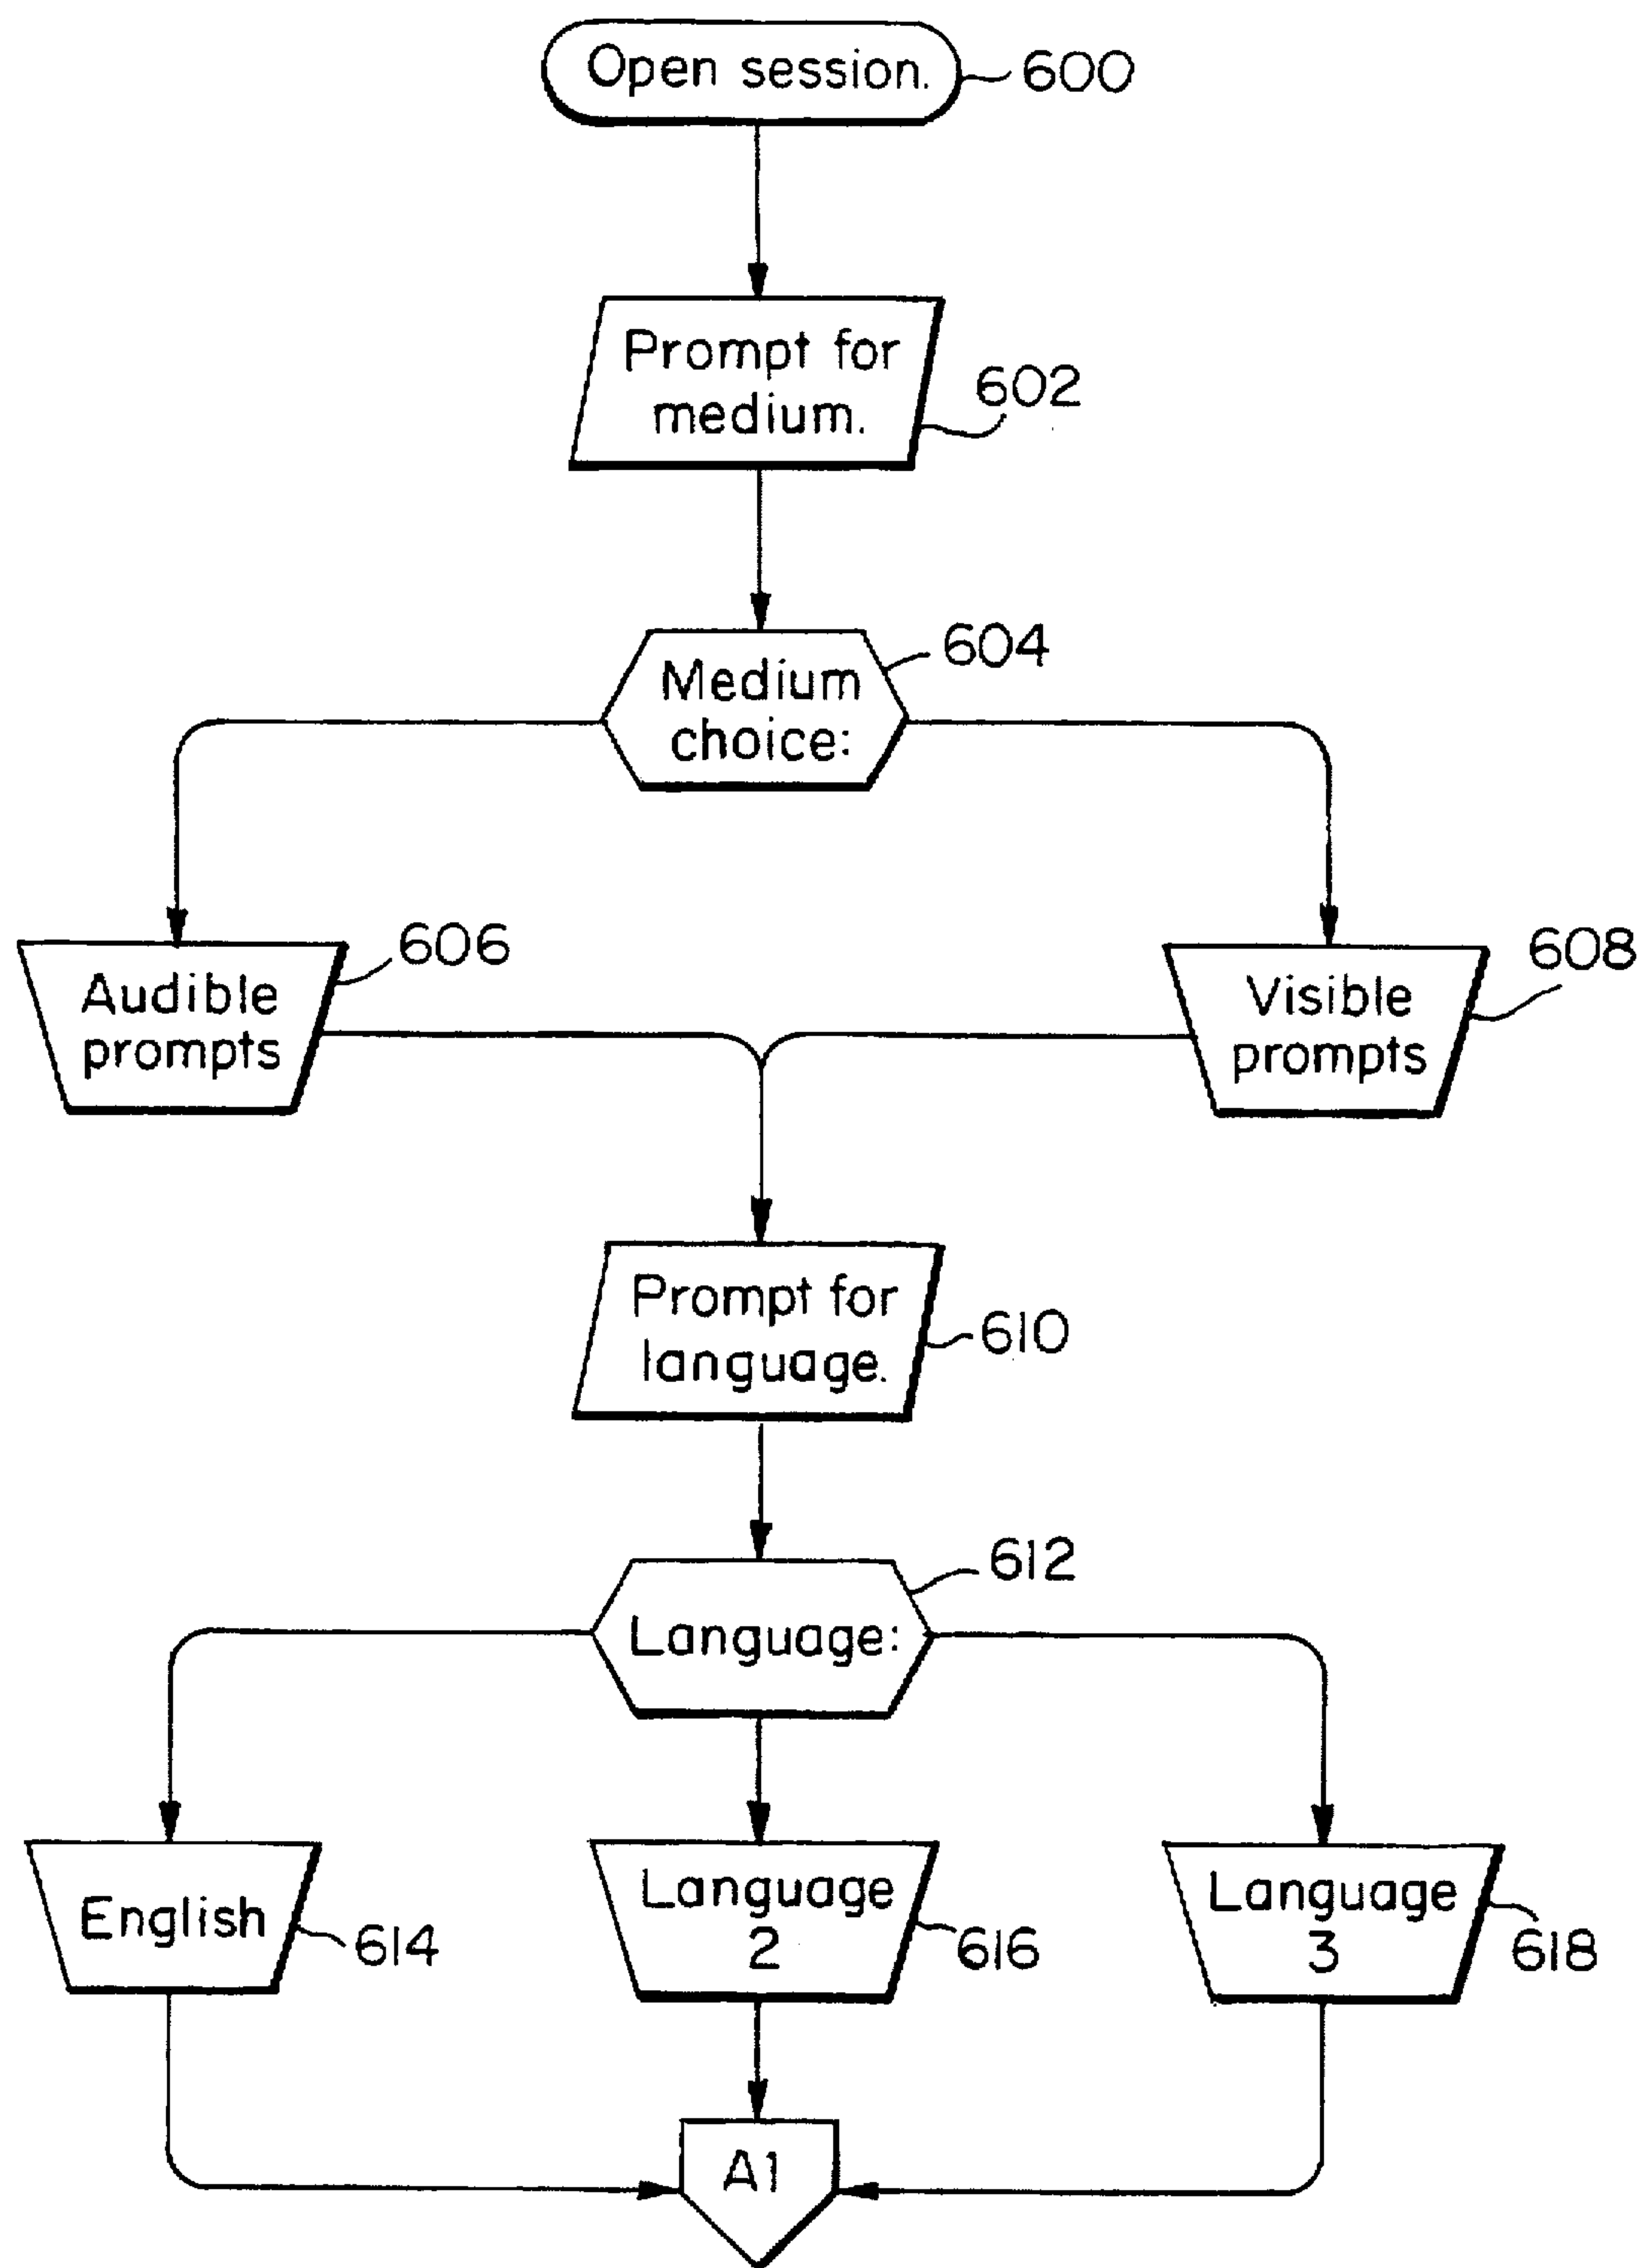 Open session.
600
Prompt for
medium.
602
604
Medium
choice:
606
Audible
prompts
608
Visible
prompts
Prompt for
language.
610
612
Language:
English
614
Language
2
616
Language
3
618
A1